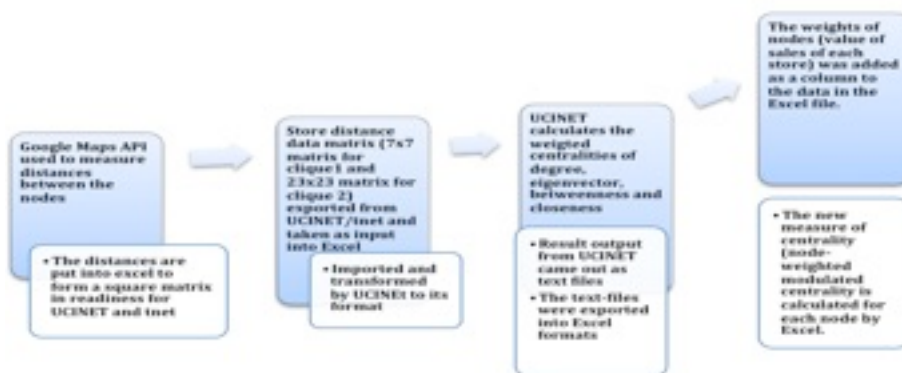 Google Maps API
used to measure
distances
between the
nodes
• The distances are
put into excel to
form a square matrix
in readiness for
UCINET and inet
Store distance
data matrix (7x7
matrix for
clique1 and
23x23 matrix for
clique 2)
exported from
UCINET/inet and
taken as input
into Excel
• Imported and
transformed
by UCINEt to its
format
UCINET
calculates the
weigted
centralities of
degree,
eigenvector,
betweenness and
closeness
• Result output
from UCINET
came out as
text files
• The text-files
were exported
into Excel
formats
The weights of
nodes (value of
sales of each
store) was added
as a column to
the data in the
Excel file.
• The new
measure of
centrality
(node-
weighted
modulated
centrality is
calculated for
each node by
Excel.